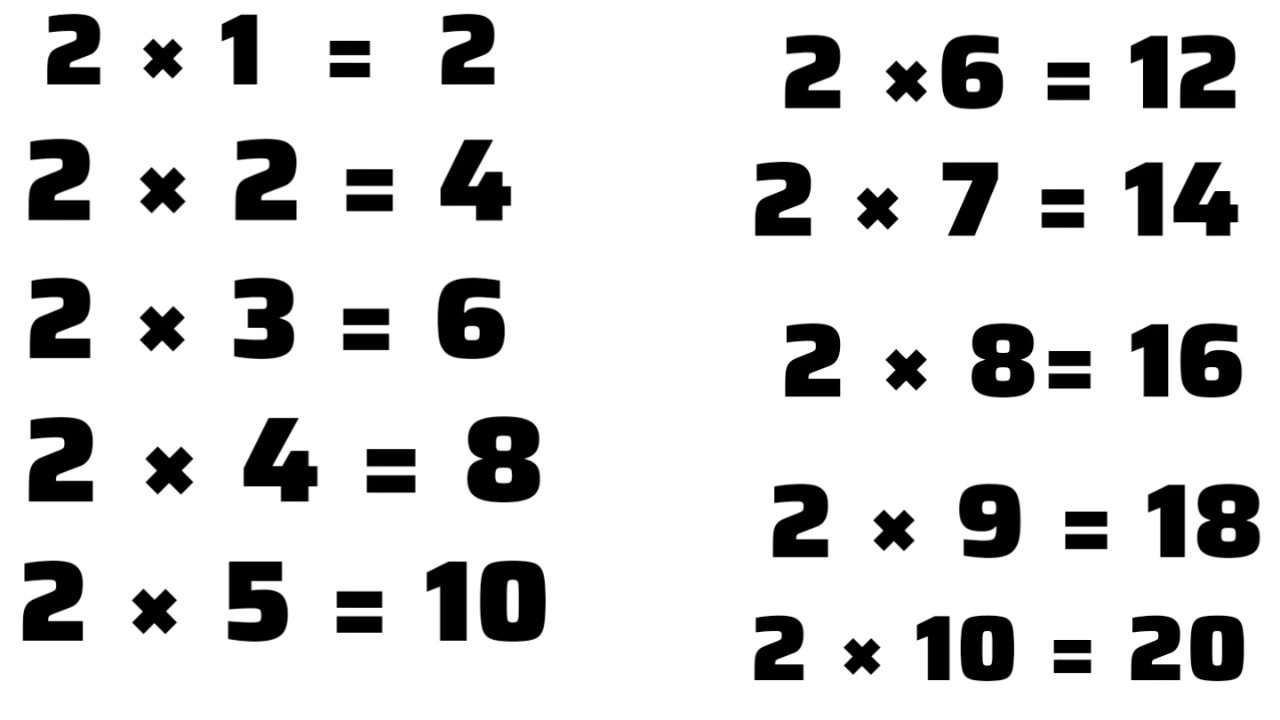 2 × 1 = 2
2 × 2 = 4
2 × 3 = 6
2 × 4 = 8
2 × 5 = 10
2 ×6 = 12
2 × 7 = 14
2 × 8= 16
2 × 9 = 18
2 × 10 = 20